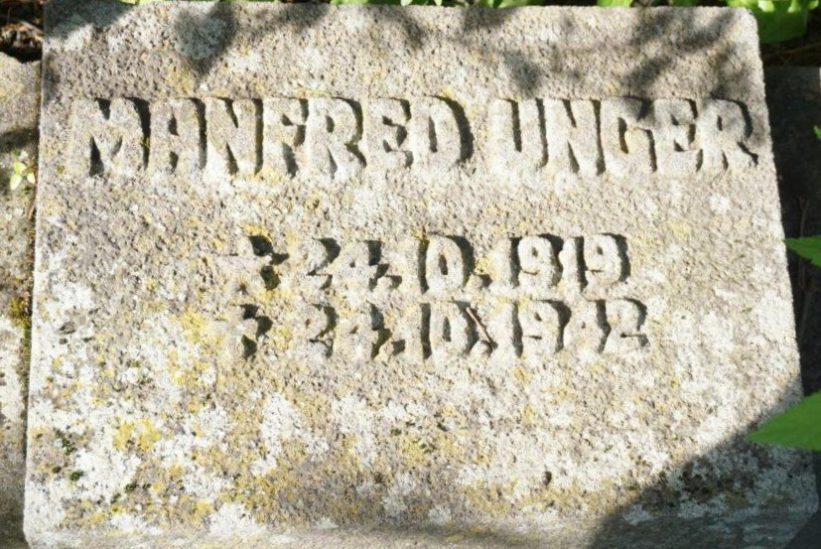 MANFRED UNGER
* 24.10.1919
+ 24.10.1942